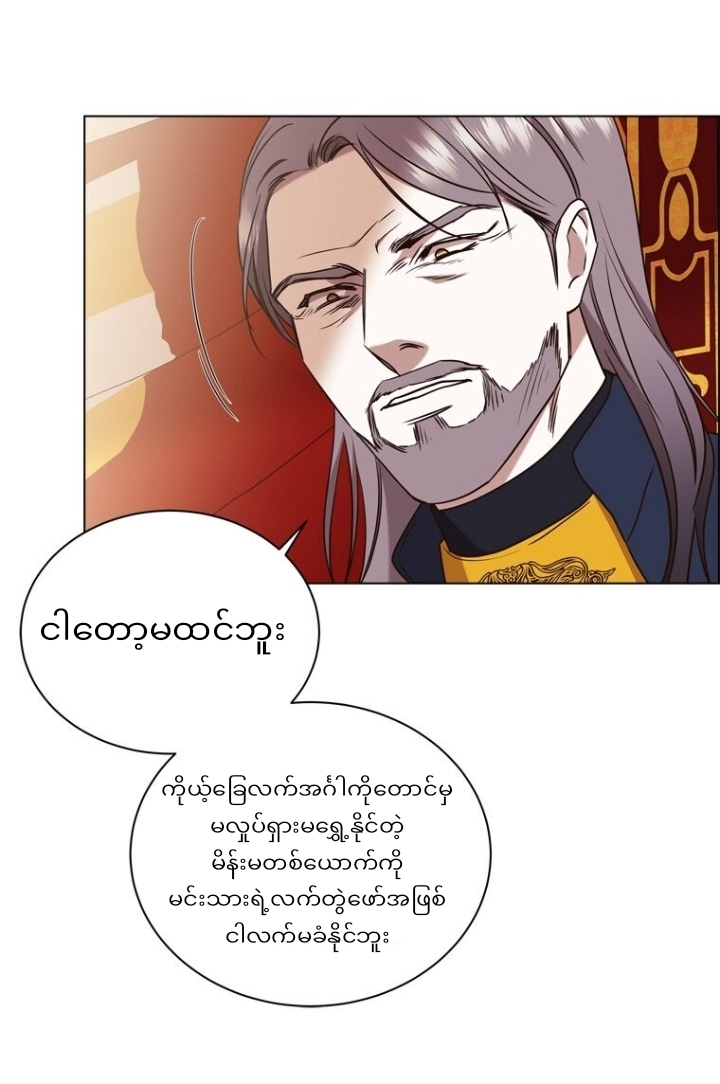 ငါတော့မထင်ဘူး
ကိုယ့်ခြေလက်အင်္ဂါကိုတောင်မှ
မလှုပ်ရှားမရွှေ့နိုင်တဲ့
မိန်းမတစ်ယောက်ကို
မင်းသားရဲ့လက်တွဲဖော်အဖြစ်
ငါလက်မခံနိုင်ဘူး